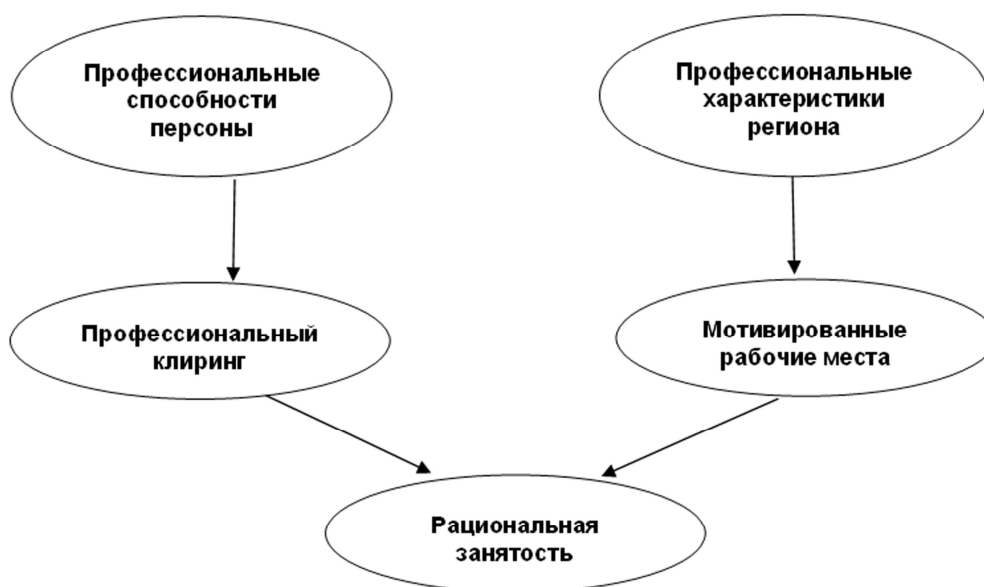 Профессиональные
способности
персоны
Профессиональные
характеристики
региона
Профессиональный
клиринг
Мотивированные
рабочие места
Рациональная
занятость